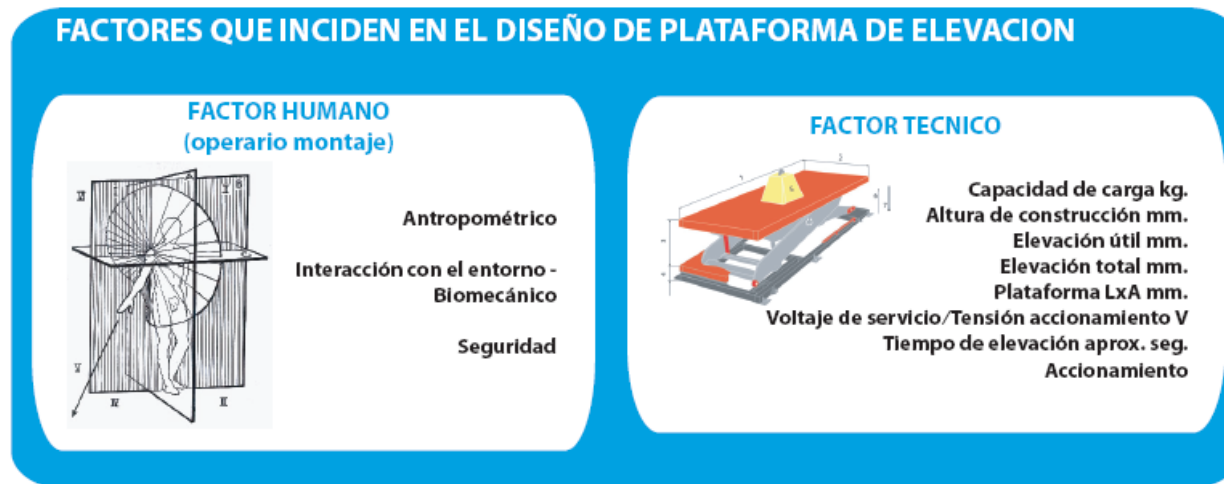 FACTORES QUE INCIDEN EN EL DISEÑO DE PLATAFORMA DE ELEVACION
FACTOR HUMANO
(operario montaje)
Antropométrico
Interacción con el entorno -
Biomecánico
Seguridad
FACTOR TECNICO
Capacidad de carga kg.
Altura de construcción mm.
Elevación útil mm.
Elevación total mm.
Plataforma LxA mm.
Voltaje de servicio/Tensión accionamiento V
Tiempo de elevación aprox. seg.
Accionamiento